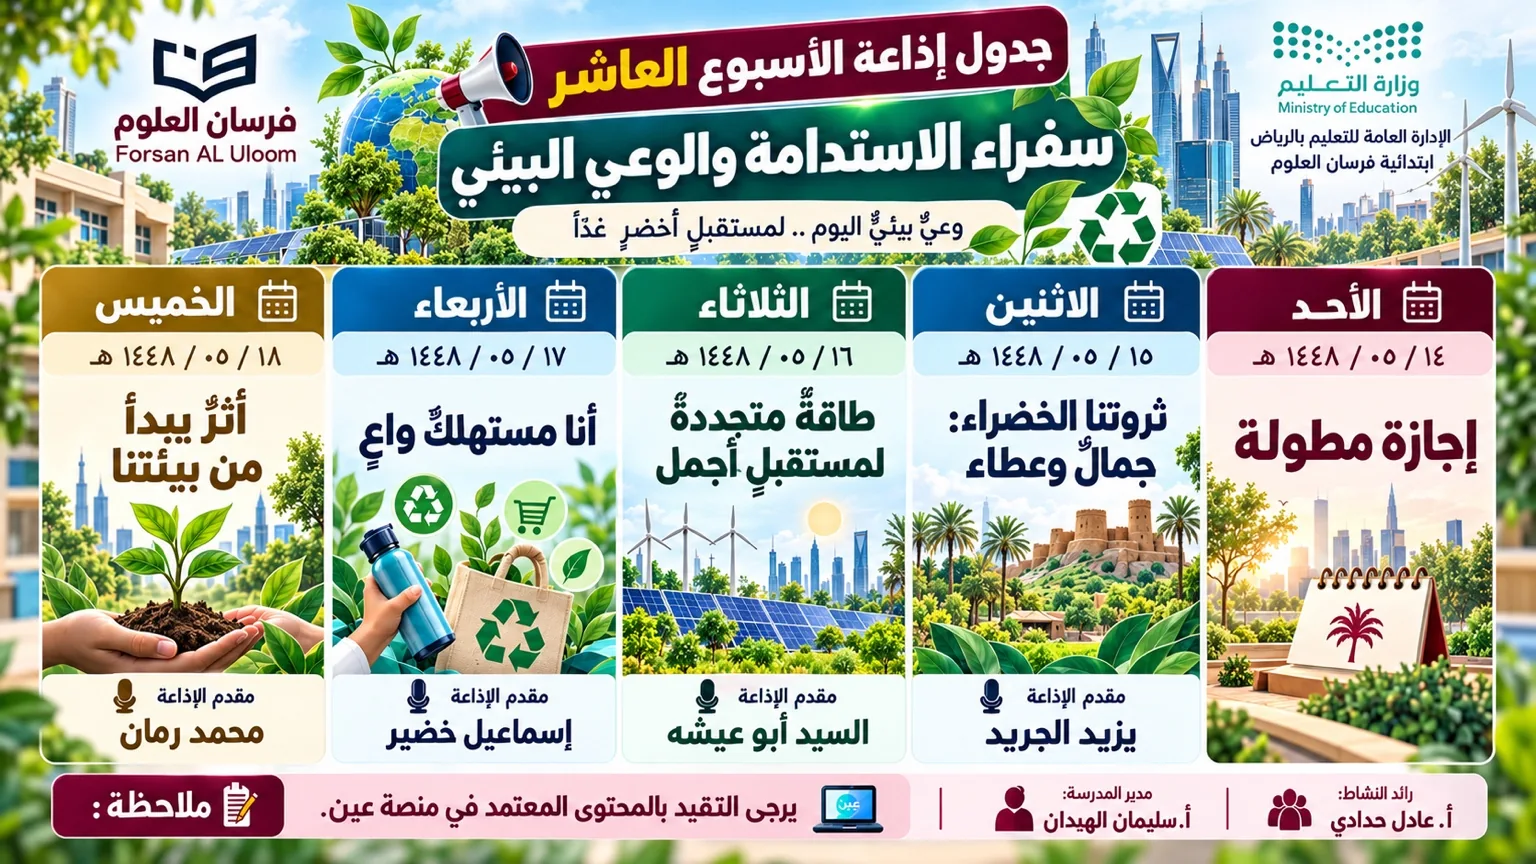 فرسان العلوم
Forsan AL Uloom
جدول إذاعة الأسبوع العاشر
سفراء الاستدامة والوعي البيئي
وعيٌ بيئيٌّ اليوم .. لمستقبلٍ أخضرٍ غدًا
وزارة التعليم
Ministry of Education
الإدارة العامة للتعليم بالرياض
ابتدائية فرسان العلوم
الأحد
١٤ / ٠٥ / ١٤٤٨ هـ
إجازة مطولة
الاثنين
١٥ / ٠٥ / ١٤٤٨ هـ
ثروتنا الخضراء:
جمالٌ وعطاء
مقدم الإذاعة
يزيد الجريد
الثلاثاء
١٦ / ٠٥ / ١٤٤٨ هـ
طاقةٌ متجددةٌ
لمستقبلٍ أجمل
مقدم الإذاعة
السيد أبو عيشه
الأربعاء
١٧ / ٠٥ / ١٤٤٨ هـ
أنا مستهلكٌ واعٍ
مقدم الإذاعة
إسماعيل خضير
الخميس
١٨ / ٠٥ / ١٤٤٨ هـ
أثرٌ يبدأ
من بيئتنا
مقدم الإذاعة
محمد رمان
رائد النشاط:
أ. عادل حدادي
مدير المدرسة:
أ.سليمان الهيدان
عين
يرجى التقيد بالمحتوى المعتمد في منصة عين.
ملاحظة :